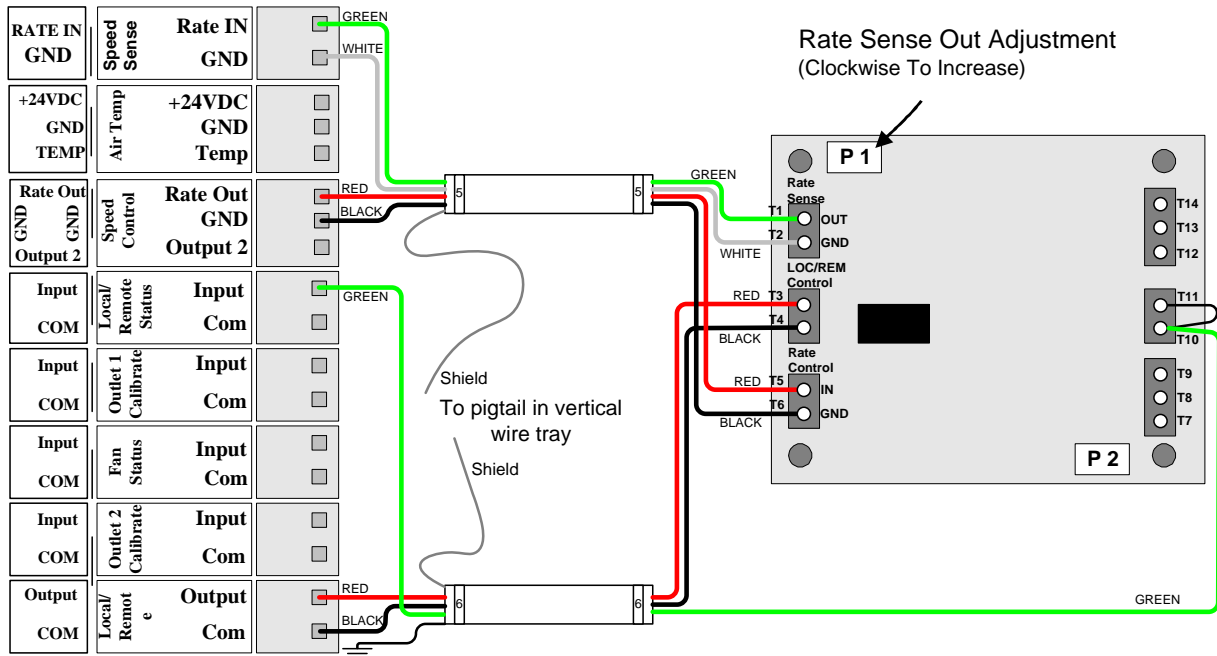 RATE IN
GND
Speed
Sense
Rate IN
GND
GREEN
WHITE
+24VDC
GND
TEMP
Air Temp
+24VDC
GND
Temp
Rate Out
GND
GND
Output 2
Speed
Control
Rate Out
GND
Output 2
RED
BLACK
Input
COM
Local/
Remote
Status
Input
Com
GREEN
Input
COM
Outlet 1
Calibrate
Input
Com
Input
COM
Fan
Status
Input
Com
Input
COM
Outlet 2
Calibrate
Input
Com
Output
COM
Local/
Remot
e
Output
Com
RED
BLACK
5
5
Shield
To pigtail in vertical
wire tray
Shield
6
6
Rate Sense Out Adjustment
(Clockwise To Increase)
P 1
GREEN
WHITE
Rate
Sense
T1
OUT
T2
GND
LOC/REM
Control
RED
T3
T4
BLACK
Rate
Control
RED
T5
IN
T6
GND
BLACK
T14
T13
T12
T11
T10
T9
T8
T7
P 2
GREEN